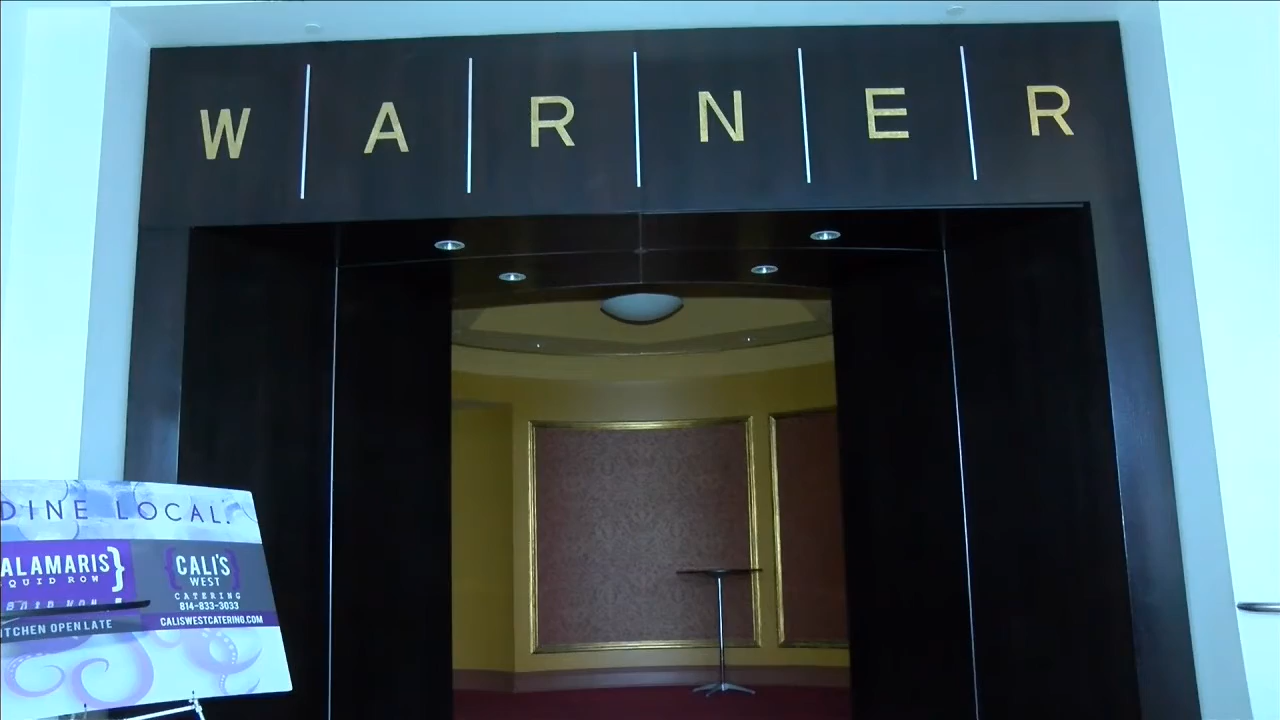 WARNER
DINE LOCAL.
ALAMARIS}
QUID ROW
ITCHEN OPEN LATE
{CALI'S}
WEST
CATERING
814-833-3033
CALISWESTCATERING.COM